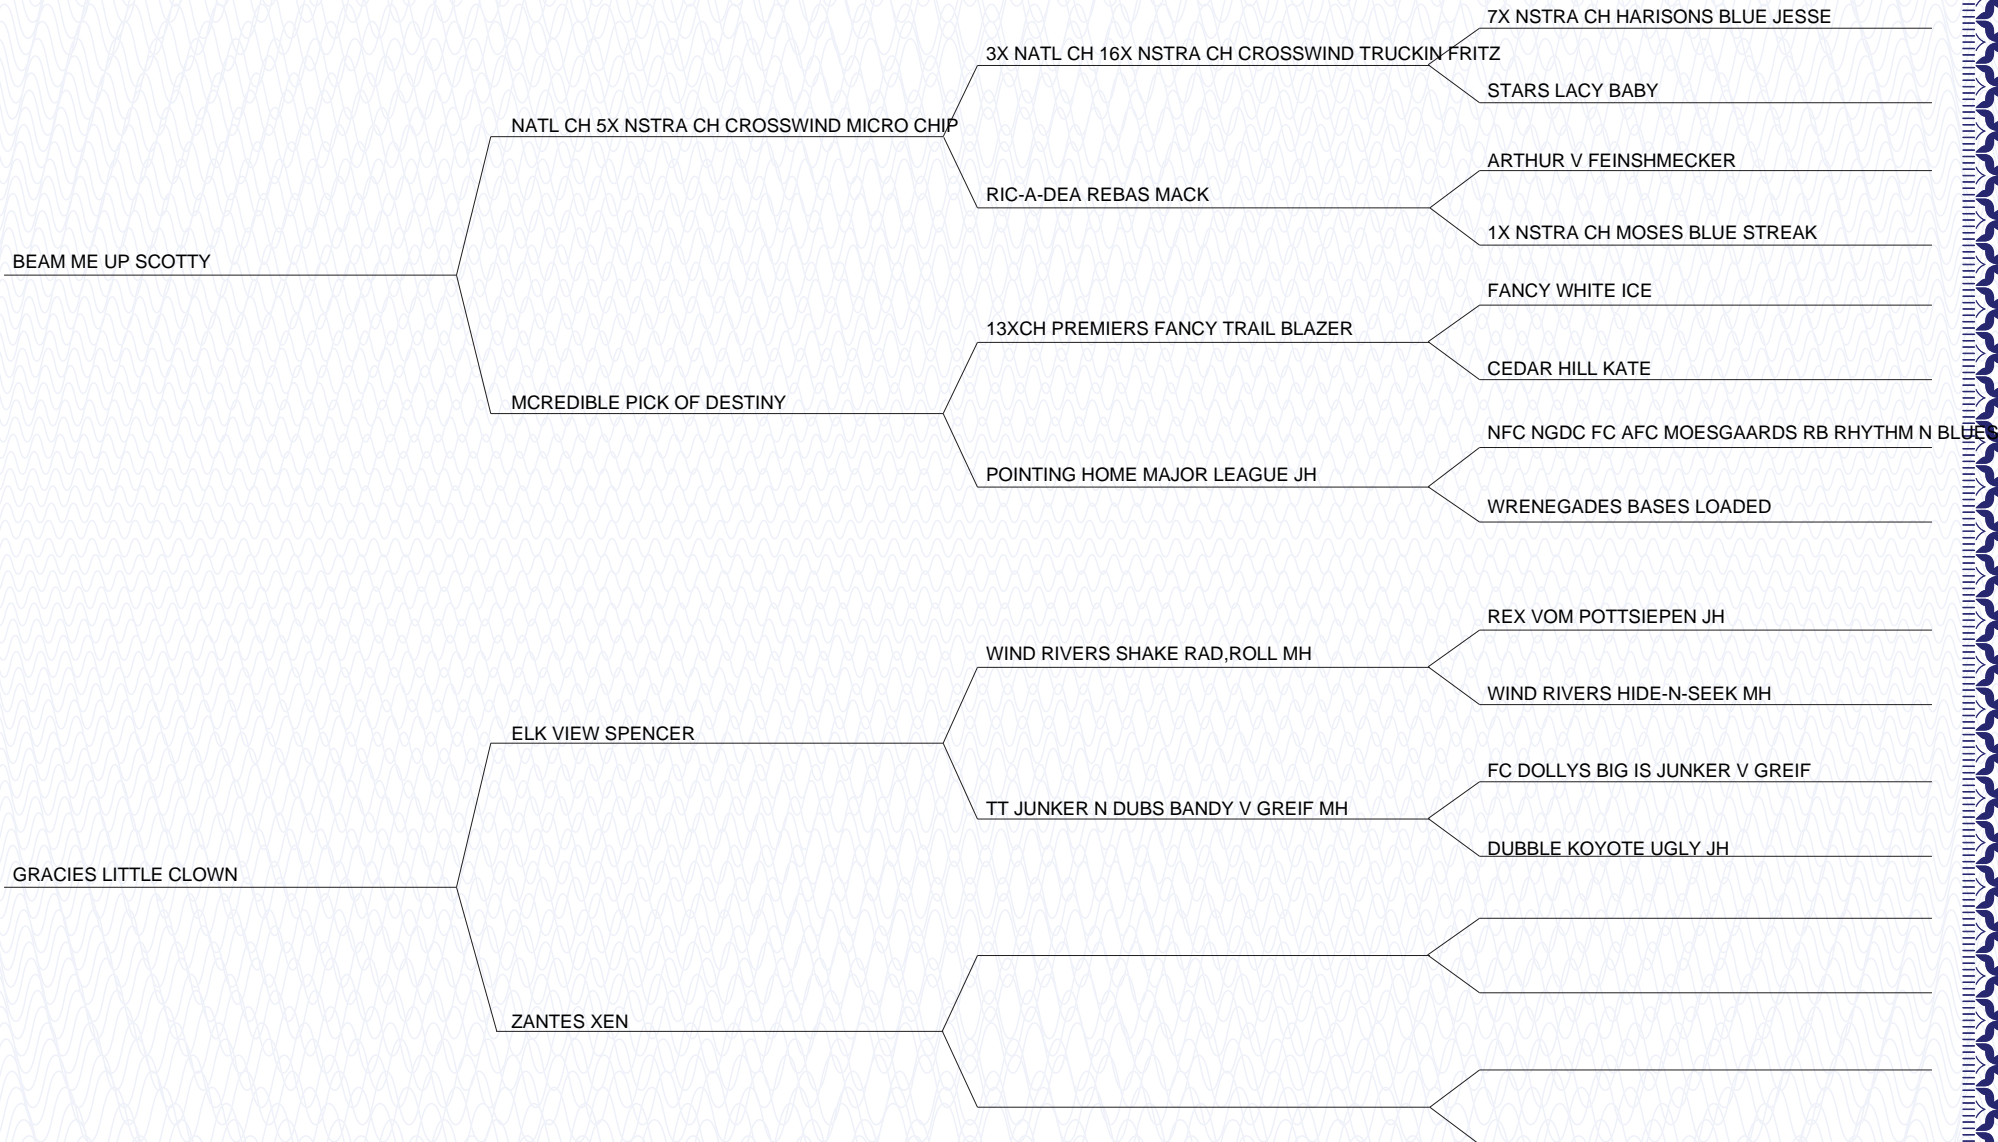 7X NSTRA CH HARISONS BLUE JESSE
3X NATL CH 16X NSTRA CH CROSSWIND TRUCKIN FRITZ
STARS LACY BABY
NATL CH 5X NSTRA CH CROSSWIND MICRO CHIP
ARTHUR V FEINSHMECKER
RIC-A-DEA REBAS MACK
1X NSTRA CH MOSES BLUE STREAK
BEAM ME UP SCOTTY
FANCY WHITE ICE
13XCH PREMIERS FANCY TRAIL BLAZER
CEDAR HILL KATE
MCREDIBLE PICK OF DESTINY
NFC NGDC FC AFC MOESGAARDS RB RHYTHM N BLUES
POINTING HOME MAJOR LEAGUE JH
WRENEGADES BASES LOADED
REX VOM POTTSIEPEN JH
WIND RIVERS SHAKE RAD,ROLL MH
WIND RIVERS HIDE-N-SEEK MH
ELK VIEW SPENCER
FC DOLLYS BIG IS JUNKER V GREIF
TT JUNKER N DUBS BANDY V GREIF MH
DUBBLE KOYOTE UGLY JH
GRACIES LITTLE CLOWN
ZANTES XEN